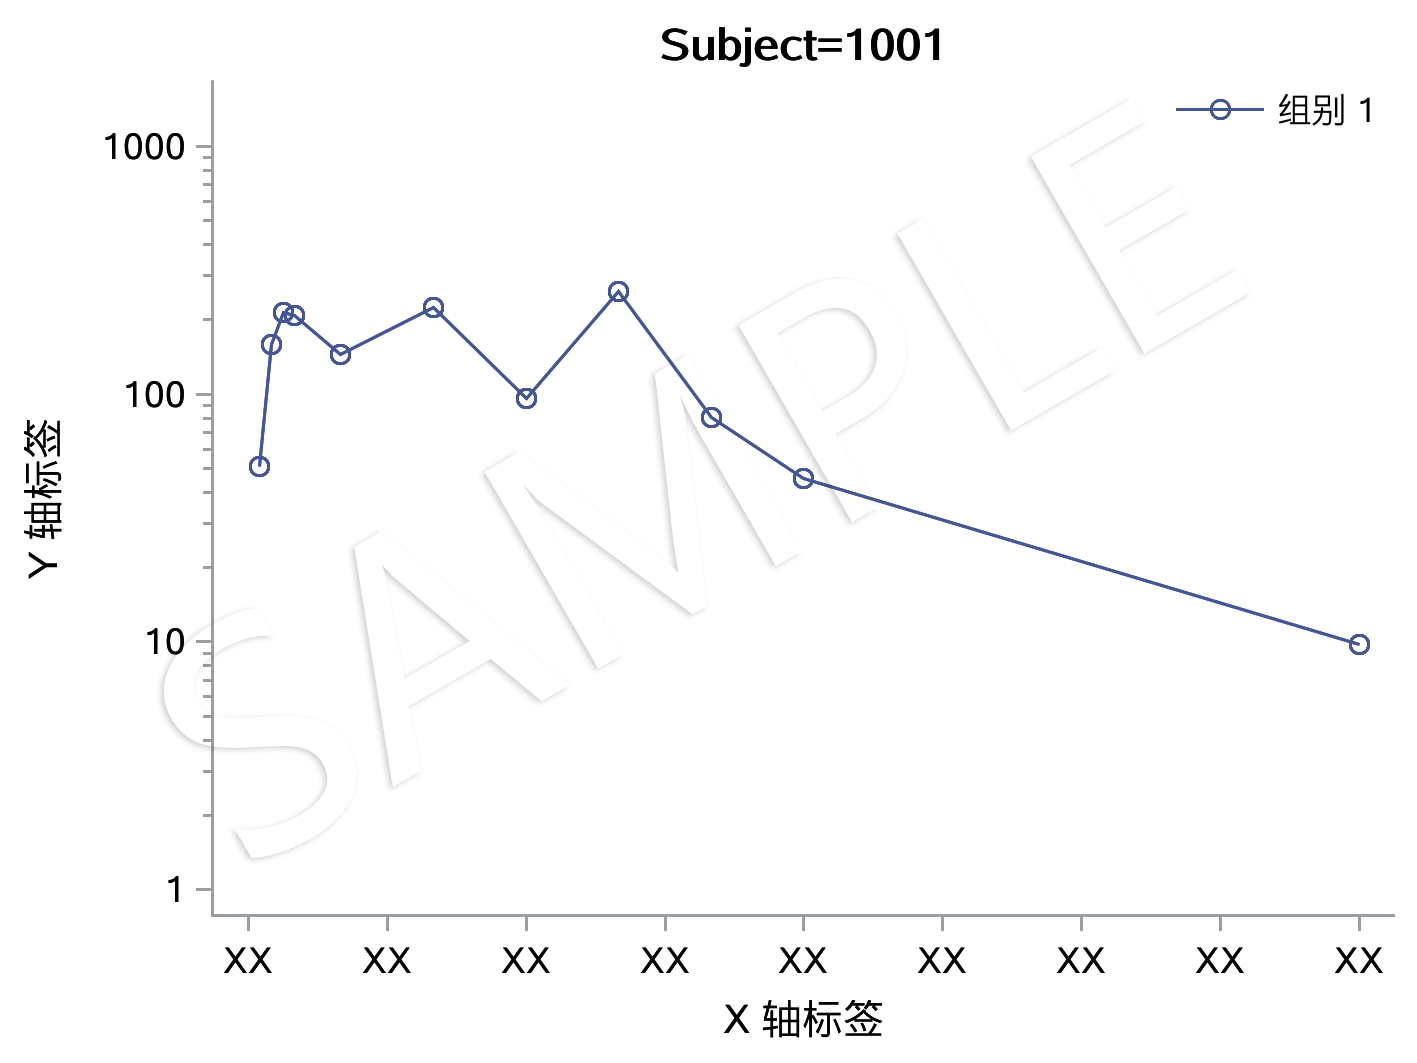 Subject=1001
组别 1
1000
100
10
1
Y 轴标签
XX XX XX XX XX XX XX XX XX
X 轴标签
SAMPLE